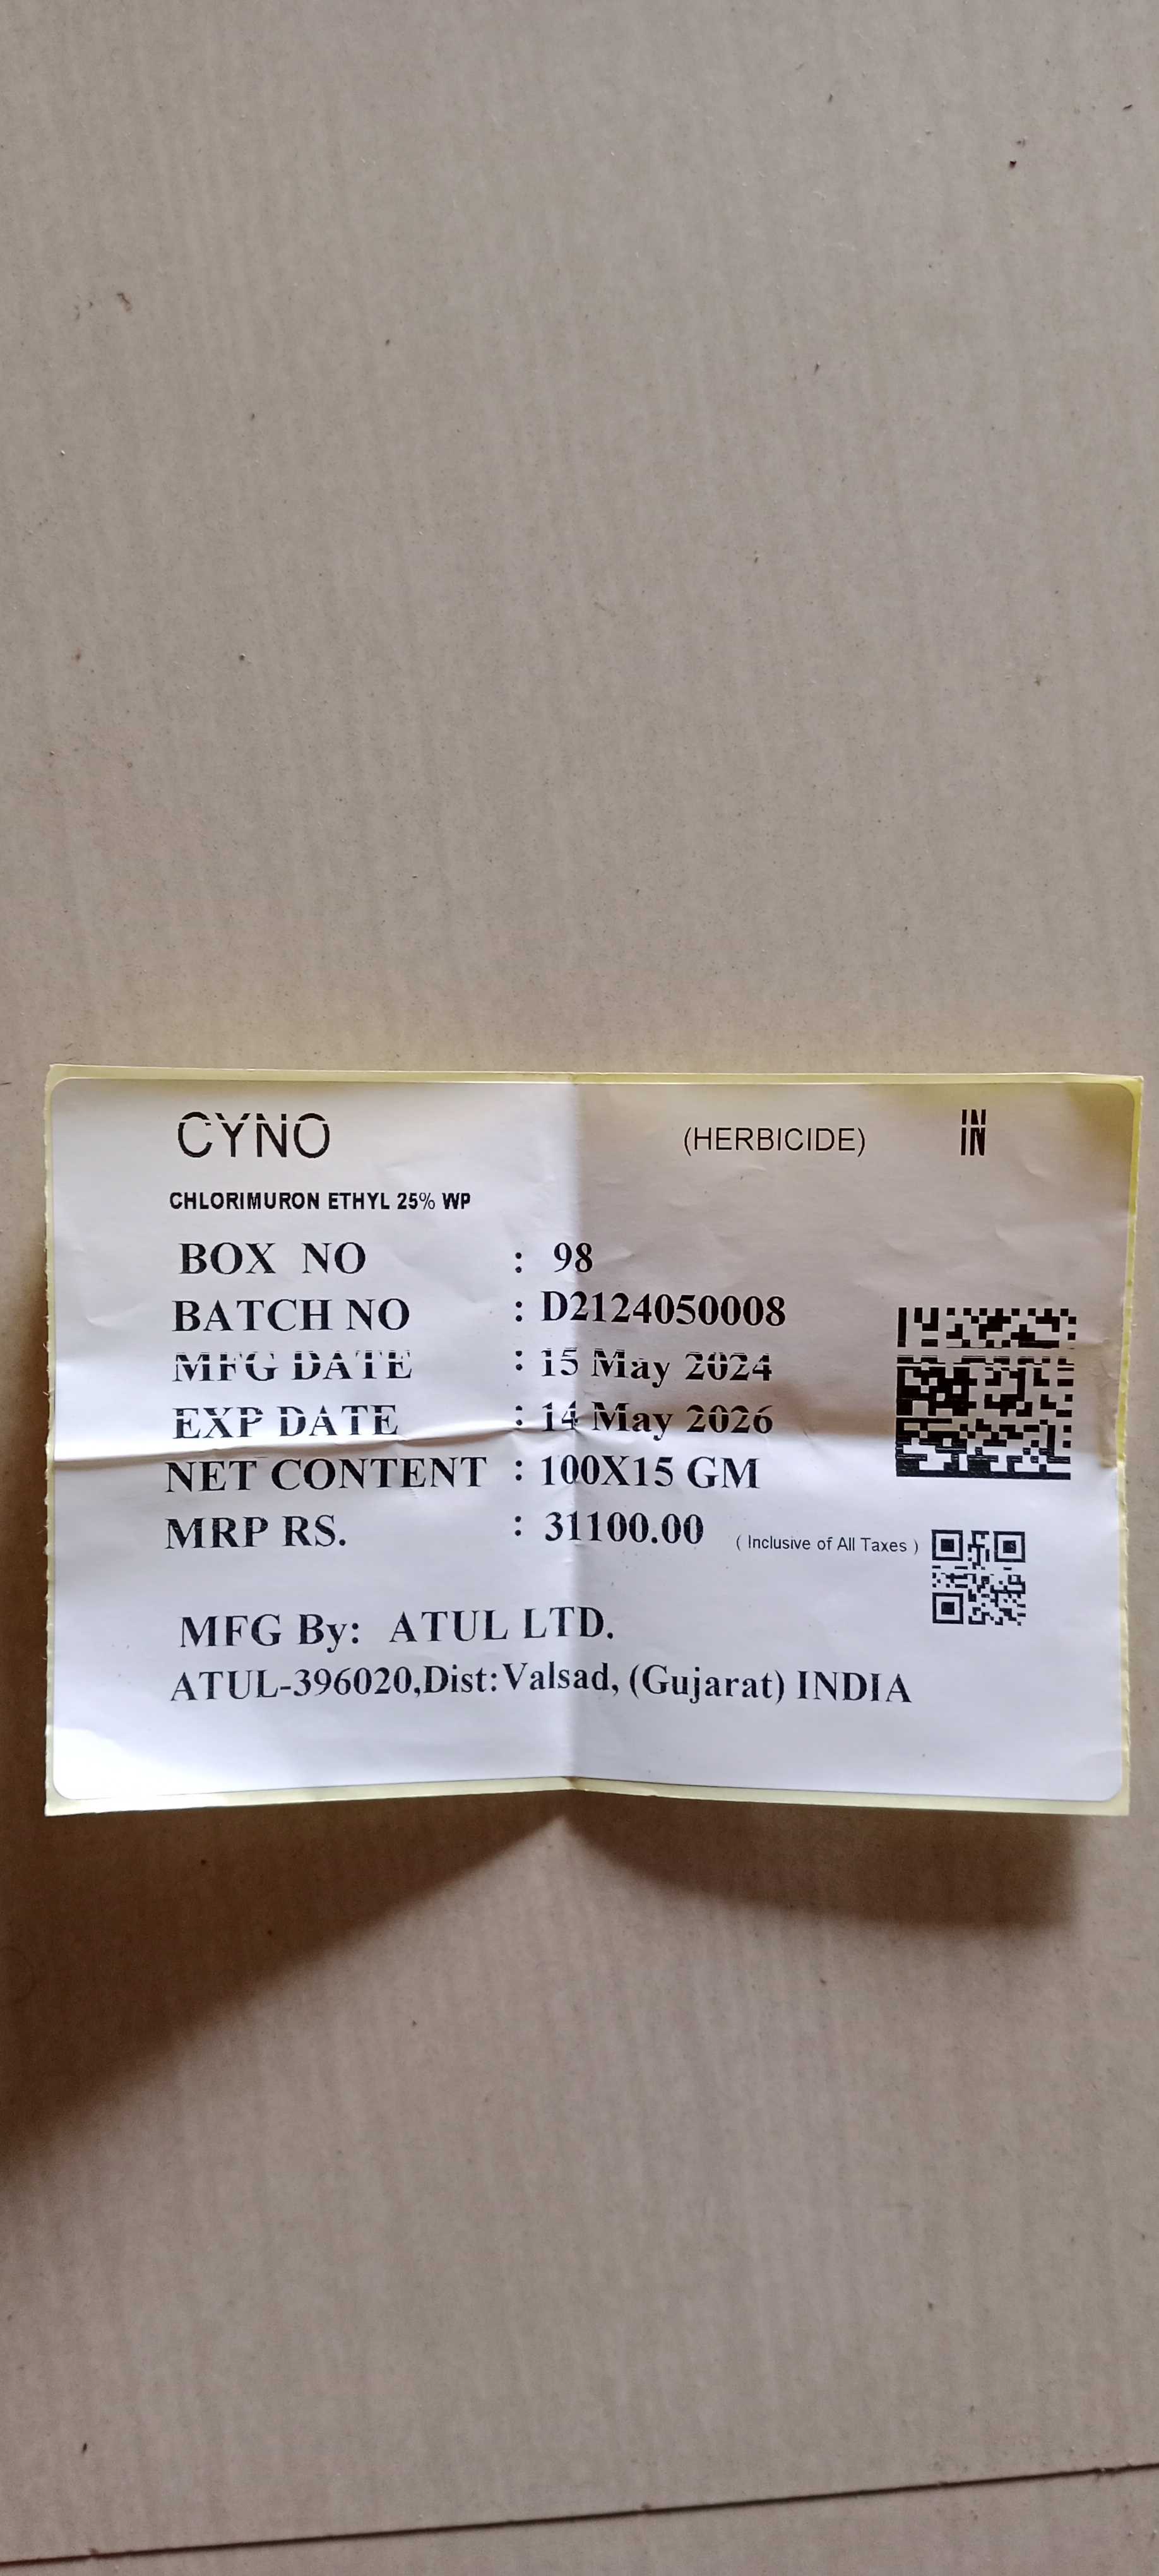 CYNO (HERBICIDE) IN
CHLORIMURON ETHYL 25% WP
BOX NO : 98
BATCH NO : D2124050008
MFG DATE : 15 May 2024
EXP DATE : 14 May 2026
NET CONTENT : 100X15 GM
MRP RS. : 31100.00 ( Inclusive of All Taxes )
MFG By: ATUL LTD.
ATUL-396020,Dist:Valsad, (Gujarat) INDIA